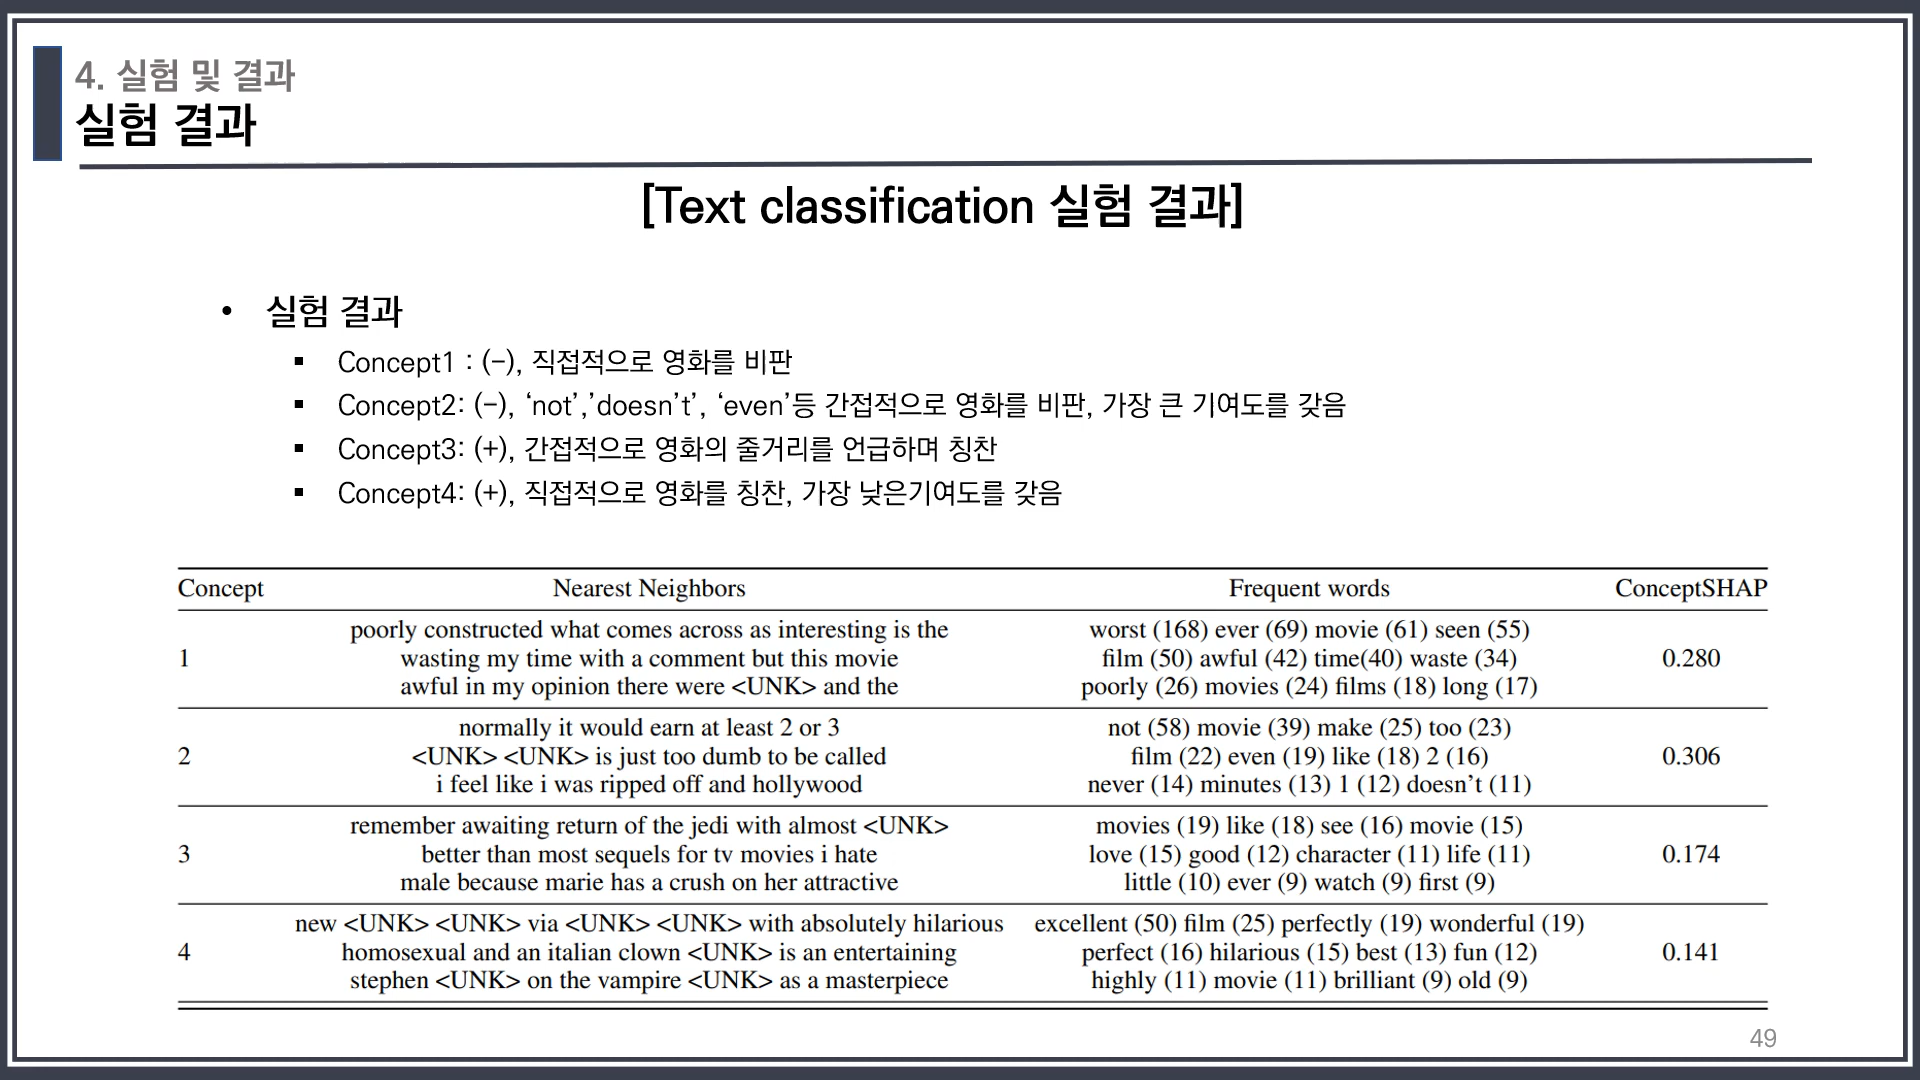 4. 실험 및 결과
실험 결과
[Text classification 실험 결과]
• 실험 결과
▪ Concept1 : (-), 직접적으로 영화를 비판
▪ Concept2: (-), ‘not’,’doesn’t’, ‘even’등 간접적으로 영화를 비판, 가장 큰 기여도를 갖음
▪ Concept3: (+), 간접적으로 영화의 줄거리를 언급하며 칭찬
▪ Concept4: (+), 직접적으로 영화를 칭찬, 가장 낮은기여도를 갖음
Concept Nearest Neighbors Frequent words ConceptSHAP
poorly constructed what comes across as interesting is the worst (168) ever (69) movie (61) seen (55)
1 wasting my time with a comment but this movie film (50) awful (42) time(40) waste (34) 0.280
awful in my opinion there were <UNK> and the poorly (26) movies (24) films (18) long (17)
normally it would earn at least 2 or 3 not (58) movie (39) make (25) too (23)
2 <UNK> <UNK> is just too dumb to be called film (22) even (19) like (18) 2 (16) 0.306
i feel like i was ripped off and hollywood never (14) minutes (13) 1 (12) doesn’t (11)
remember awaiting return of the jedi with almost <UNK> movies (19) like (18) see (16) movie (15)
3 better than most sequels for tv movies i hate love (15) good (12) character (11) life (11) 0.174
male because marie has a crush on her attractive little (10) ever (9) watch (9) first (9)
new <UNK> <UNK> via <UNK> <UNK> with absolutely hilarious excellent (50) film (25) perfectly (19) wonderful (19)
4 homosexual and an italian clown <UNK> is an entertaining perfect (16) hilarious (15) best (13) fun (12) 0.141
stephen <UNK> on the vampire <UNK> as a masterpiece highly (11) movie (11) brilliant (9) old (9)
49